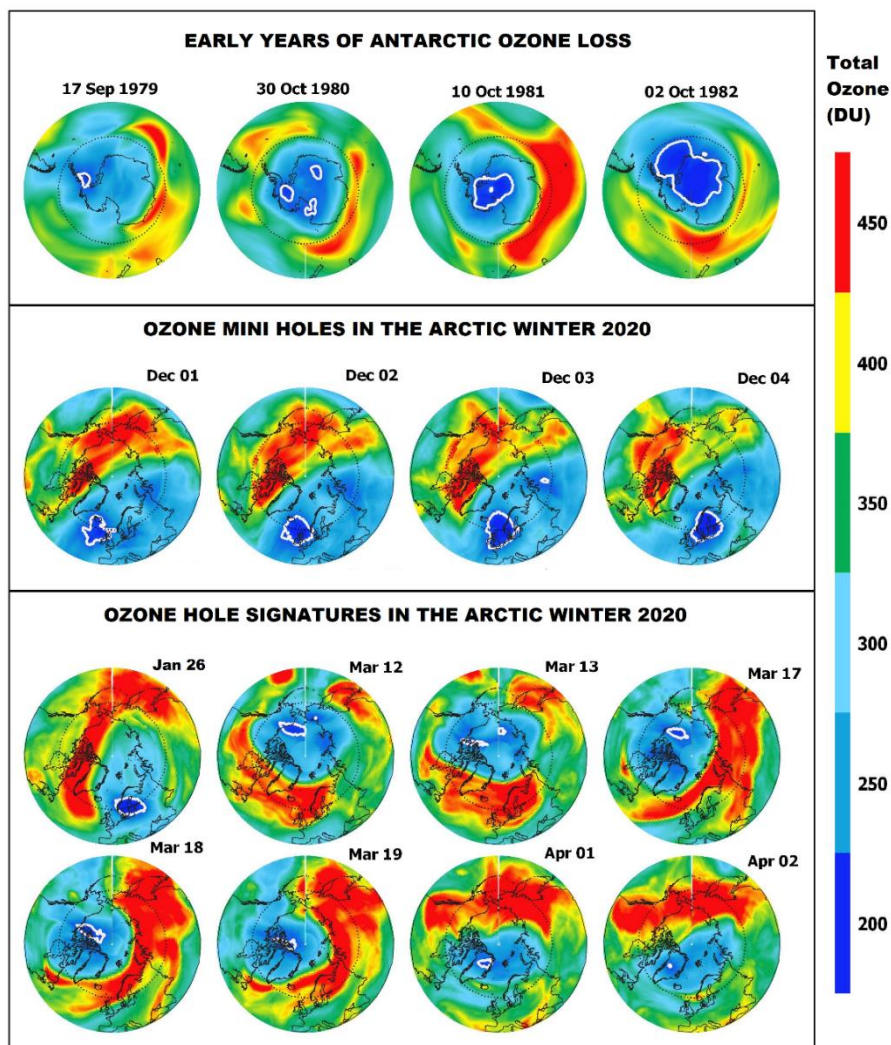 EARLY YEARS OF ANTARCTIC OZONE LOSS
17 Sep 1979
30 Oct 1980
10 Oct 1981
02 Oct 1982
OZONE MINI HOLES IN THE ARCTIC WINTER 2020
Dec 01
Dec 02
Dec 03
Dec 04
OZONE HOLE SIGNATURES IN THE ARCTIC WINTER 2020
Jan 26
Mar 12
Mar 13
Mar 17
Mar 18
Mar 19
Apr 01
Apr 02
Total
Ozone
(DU)
450
400
350
300
250
200